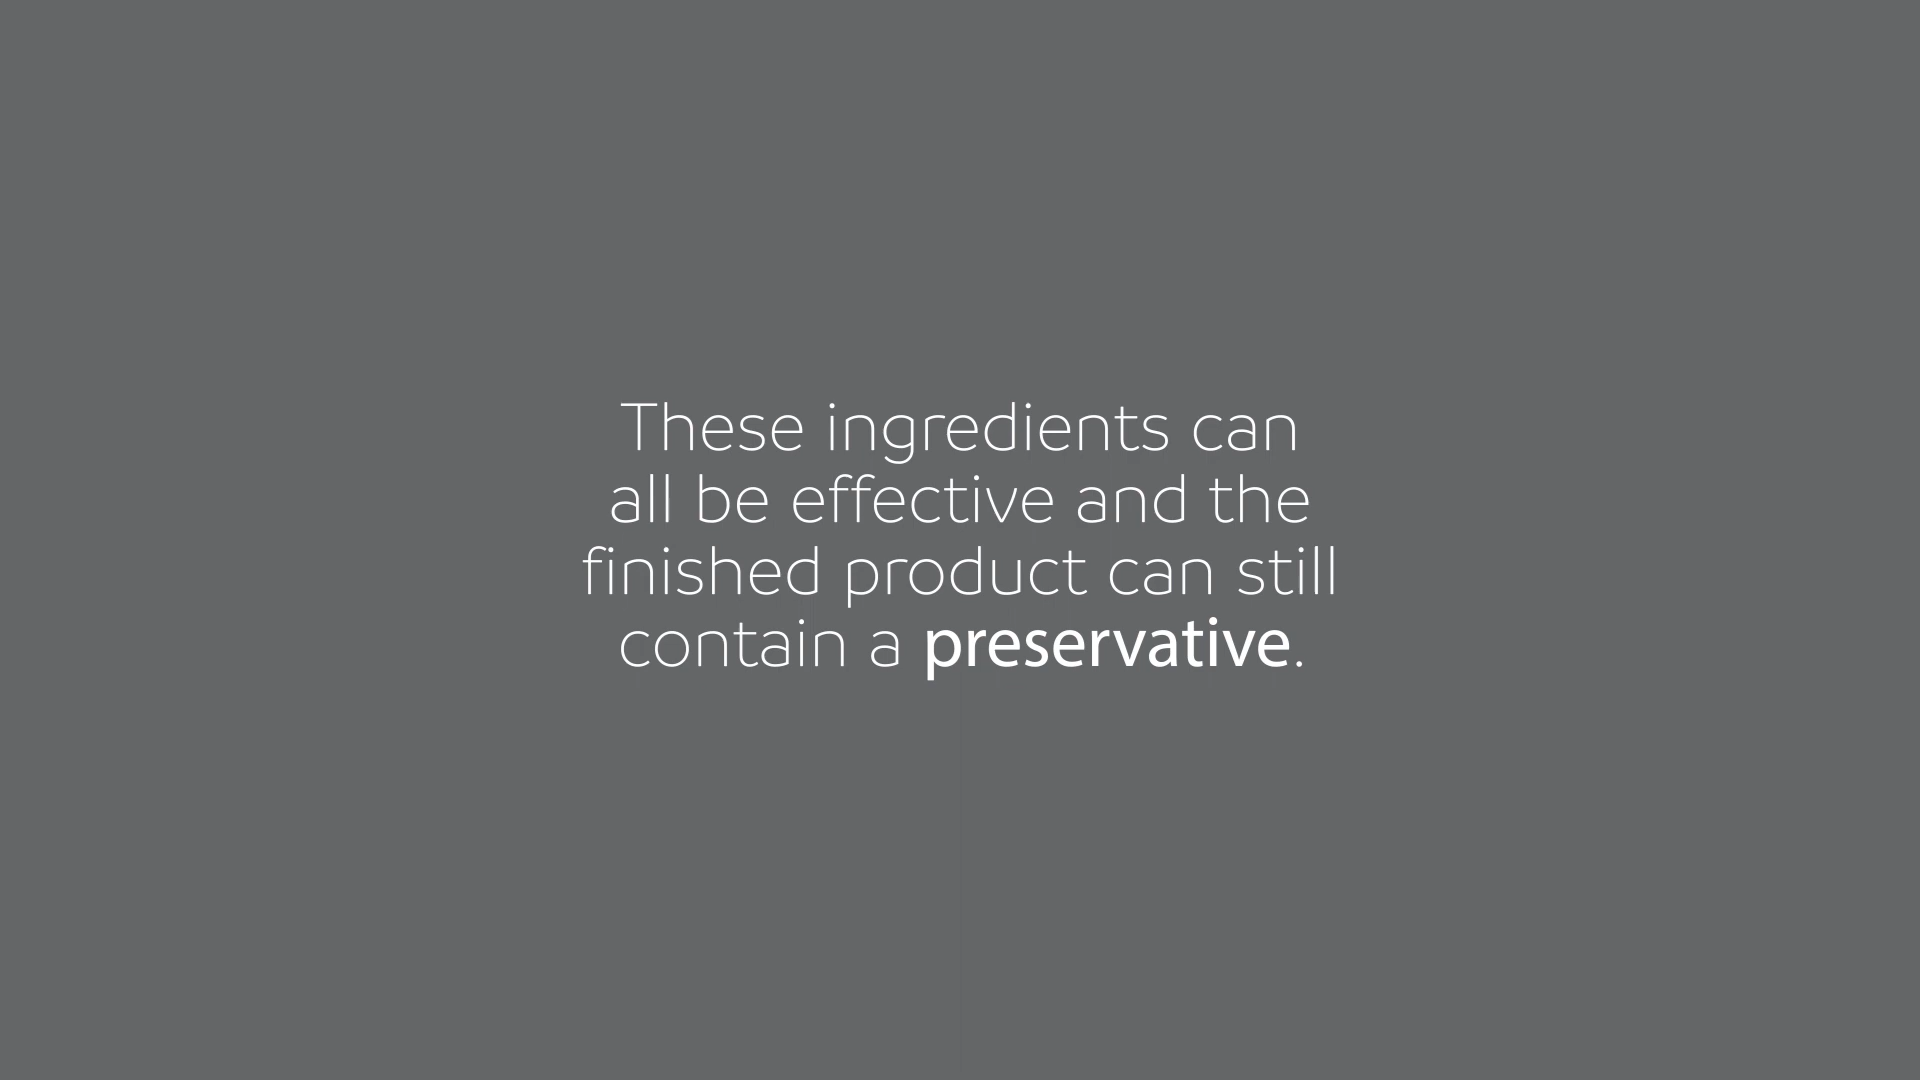 These ingredients can
all be effective and the
finished product can still
contain a preservative.